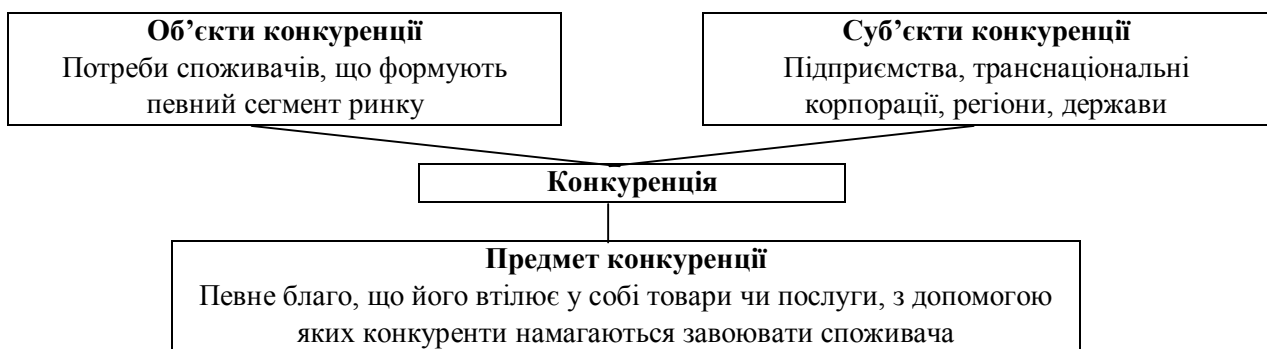 Об’єкти конкуренції
Потреби споживачів, що формують
певний сегмент ринку
Суб’єкти конкуренції
Підприємства, транснаціональні
корпорації, регіони, держави
Конкуренція
Предмет конкуренції
Певне благо, що його втілює у собі товари чи послуги, з допомогою
яких конкуренти намагаються завоювати споживача